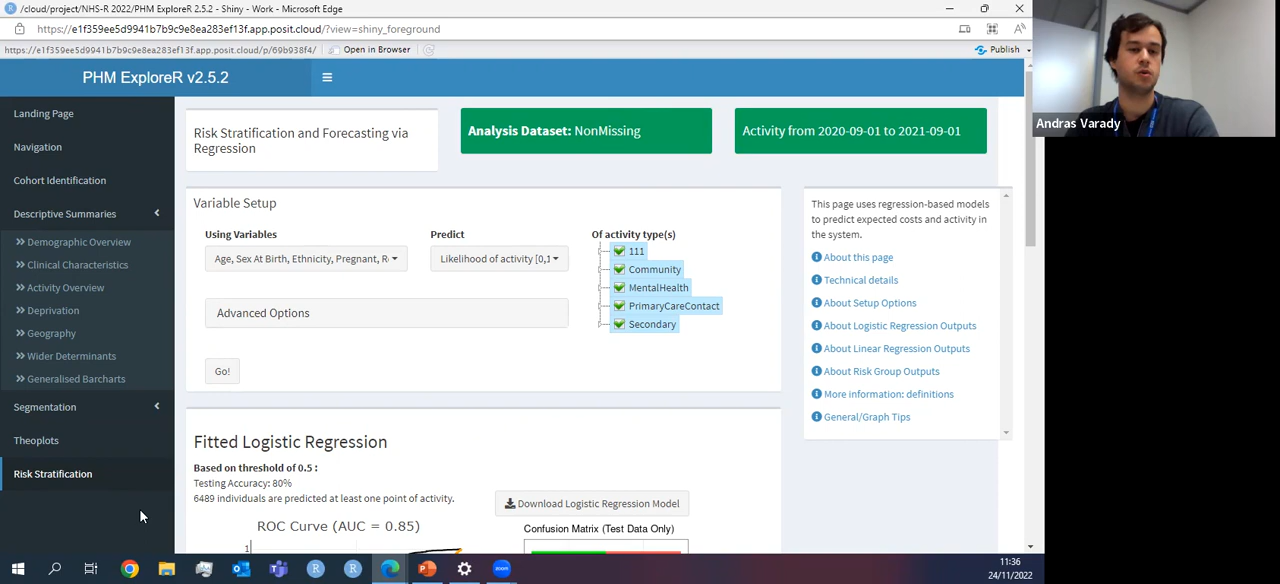 /cloud/project/NHS-R 2022/PHM ExploreR 2.5.2 - Shiny - Work - Microsoft Edge
https://e1f359ee5d9941b7b9c9e8ea283ef13f.app.posit.cloud/?view=shiny_foreground
https://e1f359ee5d9941b7b9c9e8ea283ef13f.app.posit.cloud/p/69b938f4/
Open in Browser
Publish
PHM ExploreR v2.5.2
Landing Page
Navigation
Cohort Identification
Descriptive Summaries
Demographic Overview
Clinical Characteristics
Activity Overview
Deprivation
Geography
Wider Determinants
Generalised Barcharts
Segmentation
Theoplots
Risk Stratification
Risk Stratification and Forecasting via
Regression
Analysis Dataset: NonMissing
Activity from 2020-09-01 to 2021-09-01
Variable Setup
Using Variables
Age, Sex At Birth, Ethnicity, Pregnant, R
Predict
Likelihood of activity [0,1
Of activity type(s)
111
Community
MentalHealth
PrimaryCareContact
Secondary
Advanced Options
Go!
Fitted Logistic Regression
Based on threshold of 0.5 :
Testing Accuracy: 80%
6489 individuals are predicted at least one point of activity.
ROC Curve (AUC = 0.85)
1
Download Logistic Regression Model
Confusion Matrix (Test Data Only)
This page uses regression-based models
to predict expected costs and activity in
the system.
About this page
Technical details
About Setup Options
About Logistic Regression Outputs
About Linear Regression Outputs
About Risk Group Outputs
More information: definitions
General/Graph Tips
Andras Varady
11:36
24/11/2022